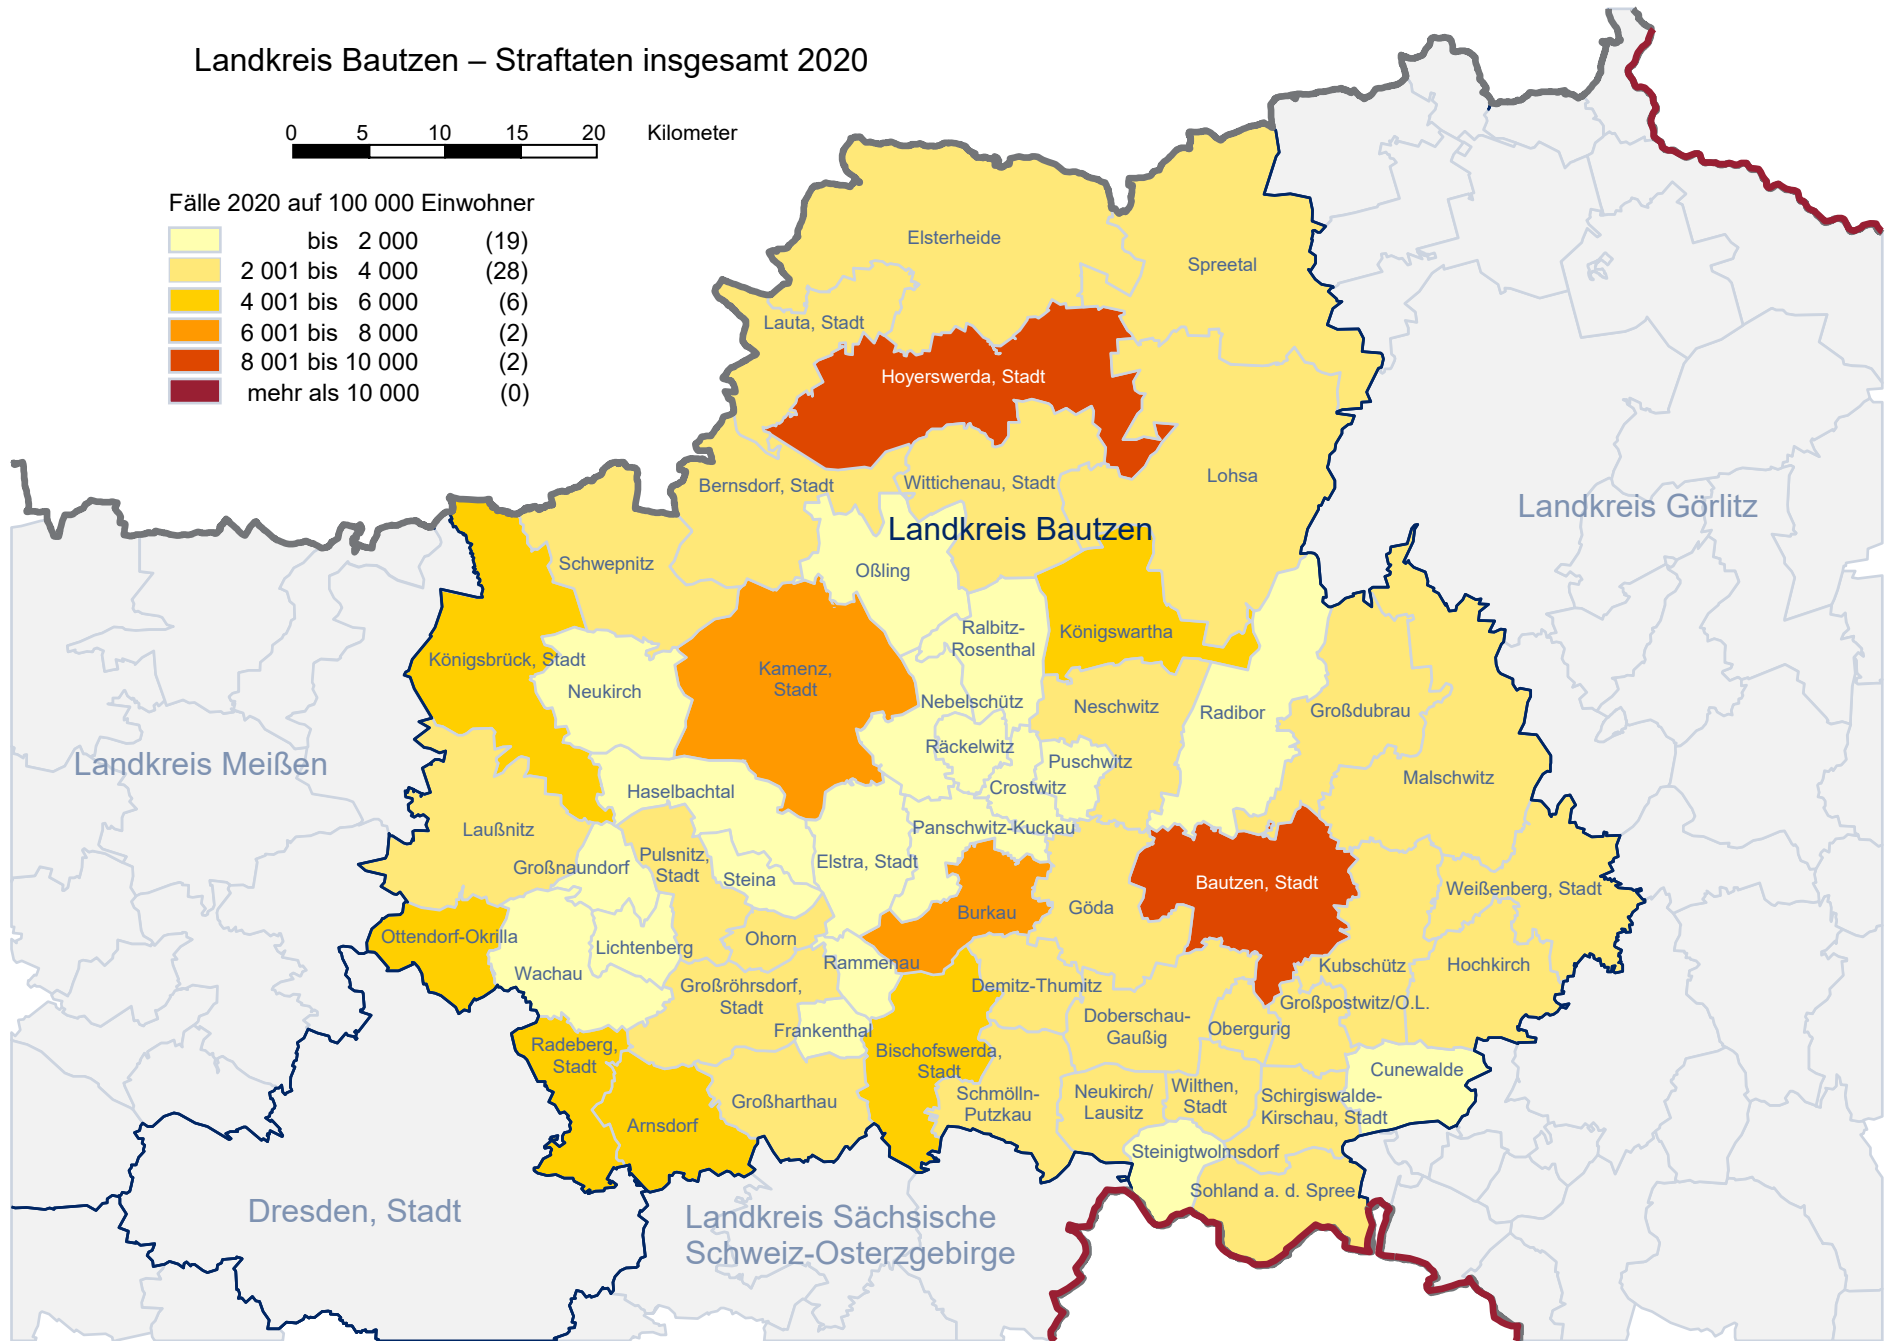 Landkreis Bautzen – Straftaten insgesamt 2020
0 5 10 15 20 Kilometer
Fälle 2020 auf 100 000 Einwohner
bis 2 000 (19)
2 001 bis 4 000 (28)
4 001 bis 6 000 (6)
6 001 bis 8 000 (2)
8 001 bis 10 000 (2)
mehr als 10 000 (0)
Elsterheide
Spreetal
Lauta, Stadt
Hoyerswerda, Stadt
Lohsa
Bernsdorf, Stadt
Wittichenau, Stadt
Landkreis Görlitz
Landkreis Bautzen
Schwepnitz
Oßling
Königswartha
Ralbitz-
Rosenthal
Königsbrück, Stadt
Neukirch
Kamenz,
Stadt
Nebelschütz
Neschwitz
Radibor
Großdubrau
Räckelwitz
Landkreis Meißen
Puschwitz
Malschwitz
Crostwitz
Haselbachtal
Laußnitz
Panschwitz-Kuckau
Großnaundorf
Pulsnitz,
Stadt
Elstra, Stadt
Steina
Bautzen, Stadt
Weißenberg, Stadt
Göda
Burkau
Ottendorf-Okrilla
Ohorn
Lichtenberg
Rammenau
Kubschütz
Hochkirch
Wachau
Großröhrsdorf,
Stadt
Demitz-Thumitz
Großpostwitz/O.L.
Doberschau-
Gaußig
Obergurig
Frankenthal
Radeberg,
Stadt
Bischofswerda,
Stadt
Cunewalde
Schmölln-
Putzkau
Neukirch/
Lausitz
Wilthen,
Stadt
Schirgiswalde-
Kirschau, Stadt
Großharthau
Arnsdorf
Steinigtwolmsdorf
Sohland a. d. Spree
Dresden, Stadt
Landkreis Sächsische
Schweiz-Osterzgebirge